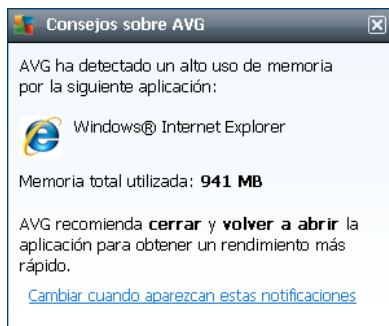 Consejos sobre AVG
AVG ha detectado un alto uso de memoria
por la siguiente aplicación:
Windows® Internet Explorer
Memoria total utilizada: 941 MB
AVG recomienda cerrar y volver a abrir la
aplicación para obtener un rendimiento más
rápido.
Cambiar cuando aparezcan estas notificaciones